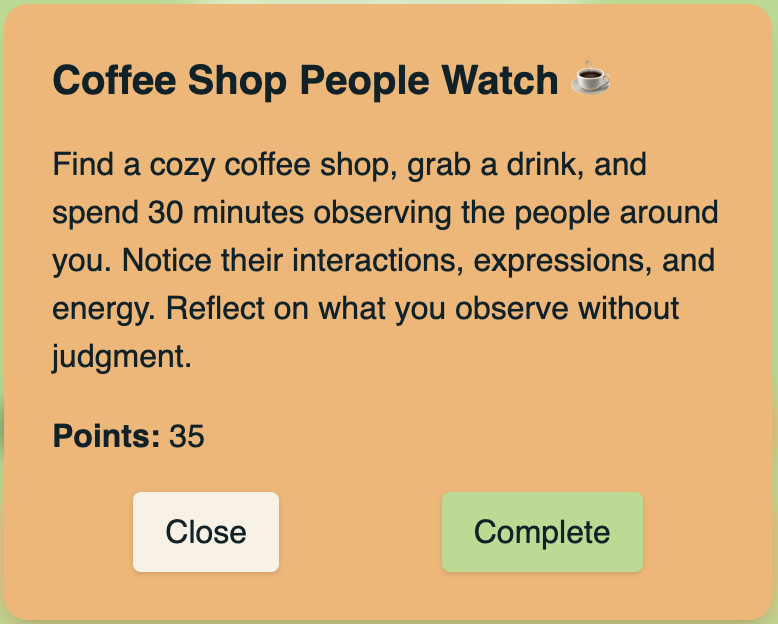 Coffee Shop People Watch ☕
Find a cozy coffee shop, grab a drink, and
spend 30 minutes observing the people around
you. Notice their interactions, expressions, and
energy. Reflect on what you observe without
judgment.
Points: 35
Close
Complete